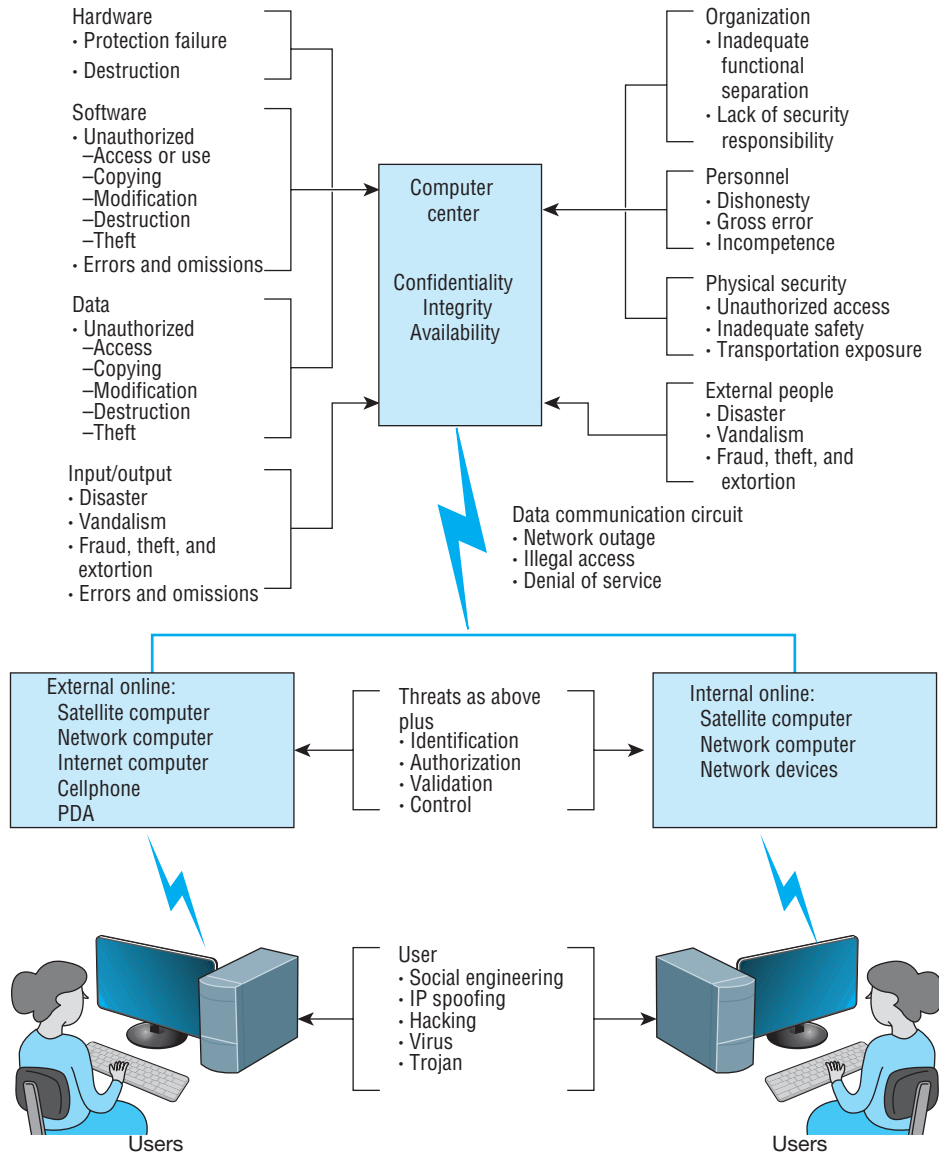 Hardware
• Protection failure
• Destruction
Software
• Unauthorized
–Access or use
–Copying
–Modification
–Destruction
–Theft
• Errors and omissions
Data
• Unauthorized
–Access
–Copying
–Modification
–Destruction
–Theft
Input/output
• Disaster
• Vandalism
• Fraud, theft, and
extortion
• Errors and omissions
Computer
center
Confidentiality
Integrity
Availability
Organization
• Inadequate
functional
separation
• Lack of security
responsibility
Personnel
• Dishonesty
• Gross error
• Incompetence
Physical security
• Unauthorized access
• Inadequate safety
• Transportation exposure
External people
• Disaster
• Vandalism
• Fraud, theft, and
extortion
Data communication circuit
• Network outage
• Illegal access
• Denial of service
External online:
Satellite computer
Network computer
Internet computer
Cellphone
PDA
Threats as above
plus
• Identification
• Authorization
• Validation
• Control
Internal online:
Satellite computer
Network computer
Network devices
User
• Social engineering
• IP spoofing
• Hacking
• Virus
• Trojan
Users
Users